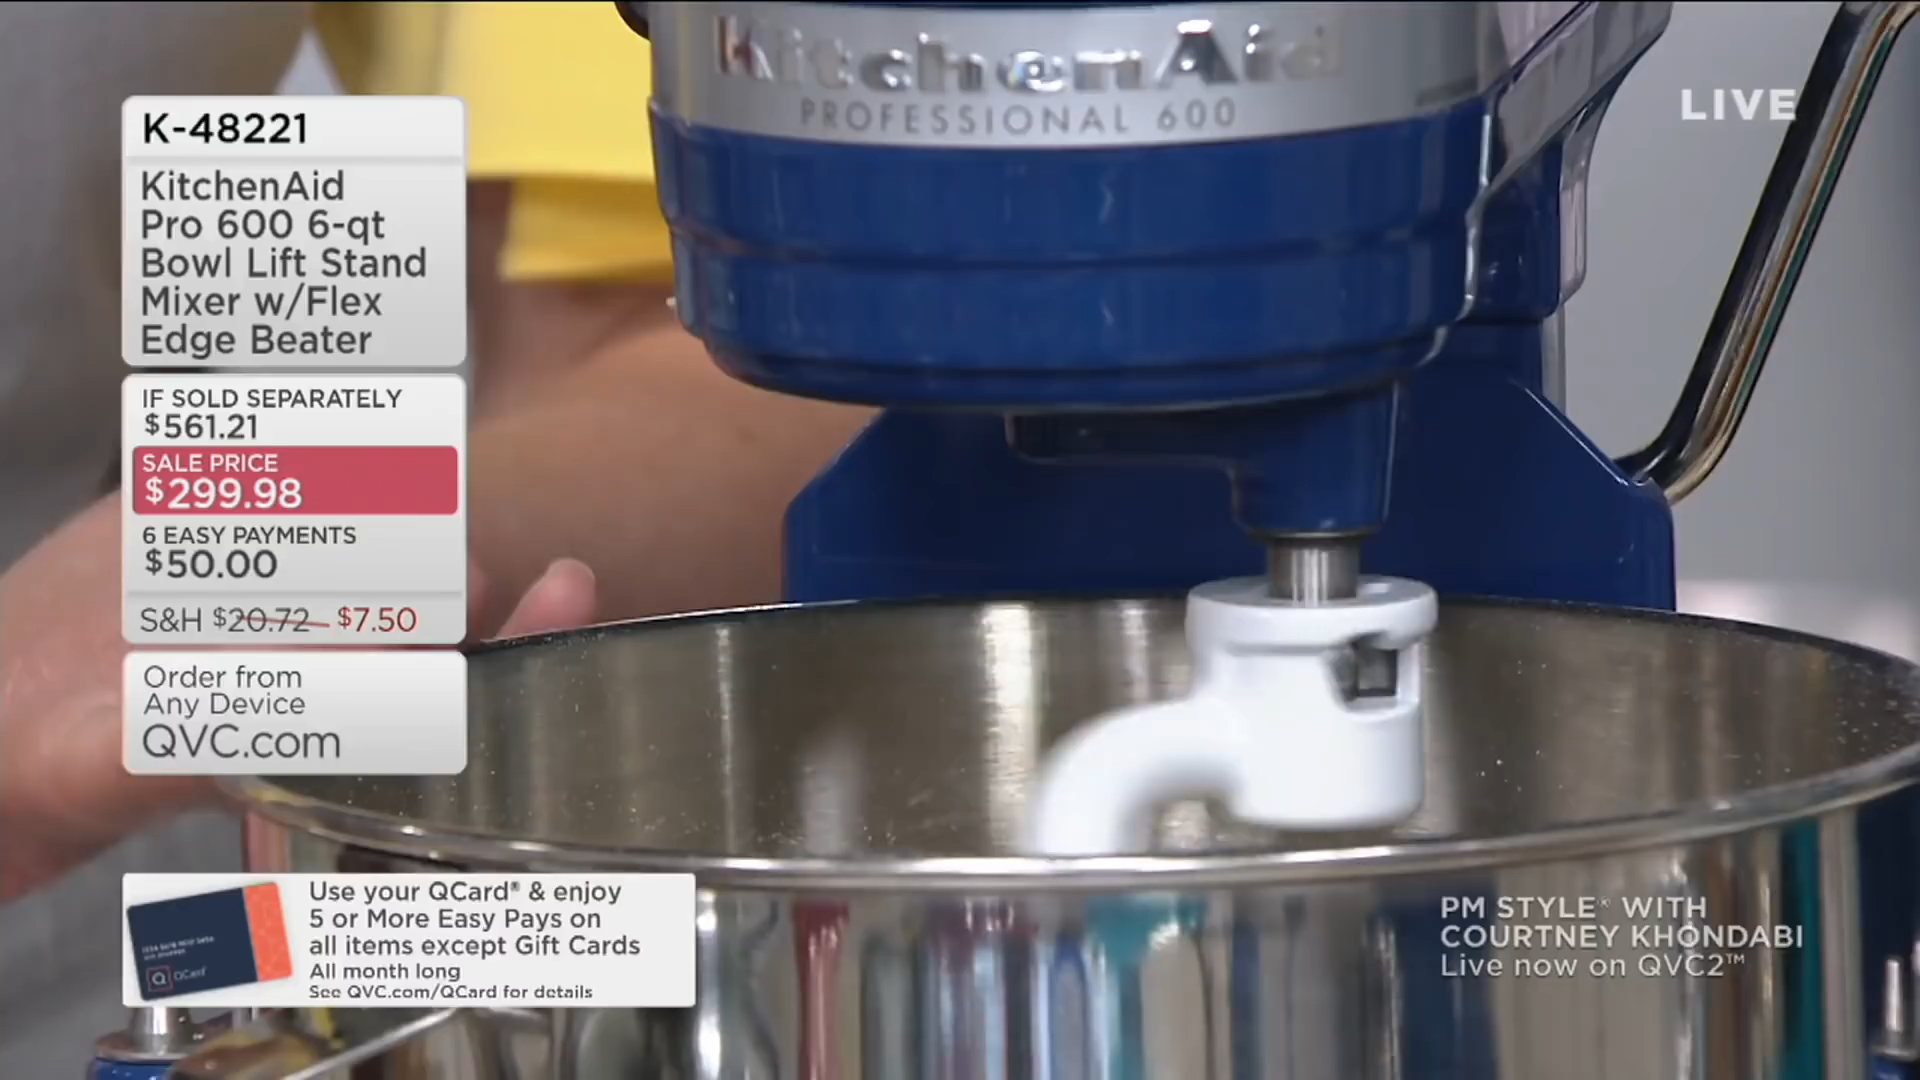 KitchenAid
PROFESSIONAL 600
LIVE
K-48221
KitchenAid
Pro 600 6-qt
Bowl Lift Stand
Mixer w/Flex
Edge Beater
IF SOLD SEPARATELY
$561.21
SALE PRICE
$299.98
6 EASY PAYMENTS
$50.00
S&H $20.72 $7.50
Order from
Any Device
QVC.com
Use your QCard® & enjoy
5 or More Easy Pays on
all items except Gift Cards
All month long
See QVC.com/QCard for details
Q QCard
PM STYLE® WITH
COURTNEY KHONDABI
Live now on QVC2™